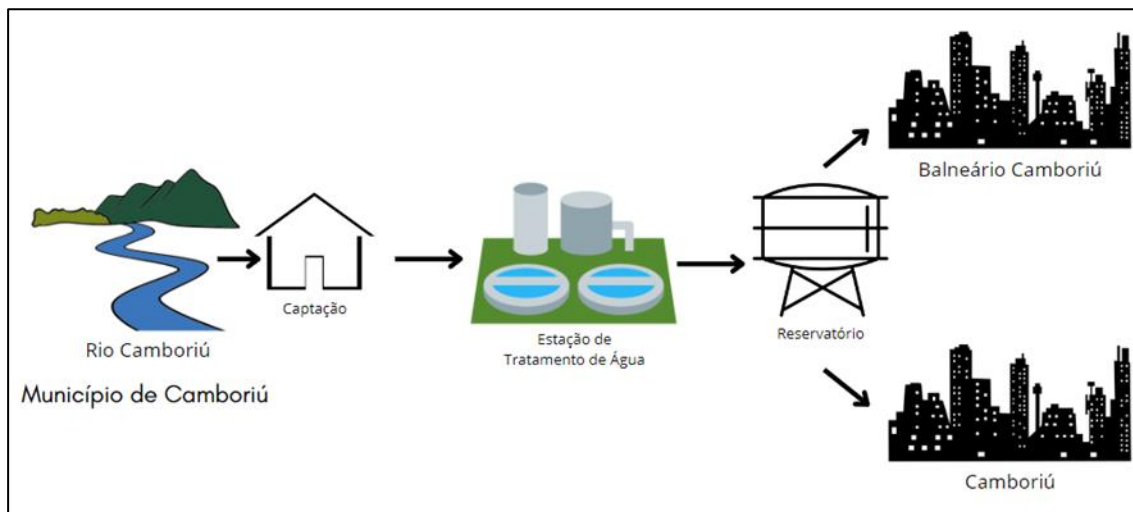 Rio Camboriú
Município de Camboriú
Captação
Estação de
Tratamento de Água
Reservatório
Balneário Camboriú
Camboriú